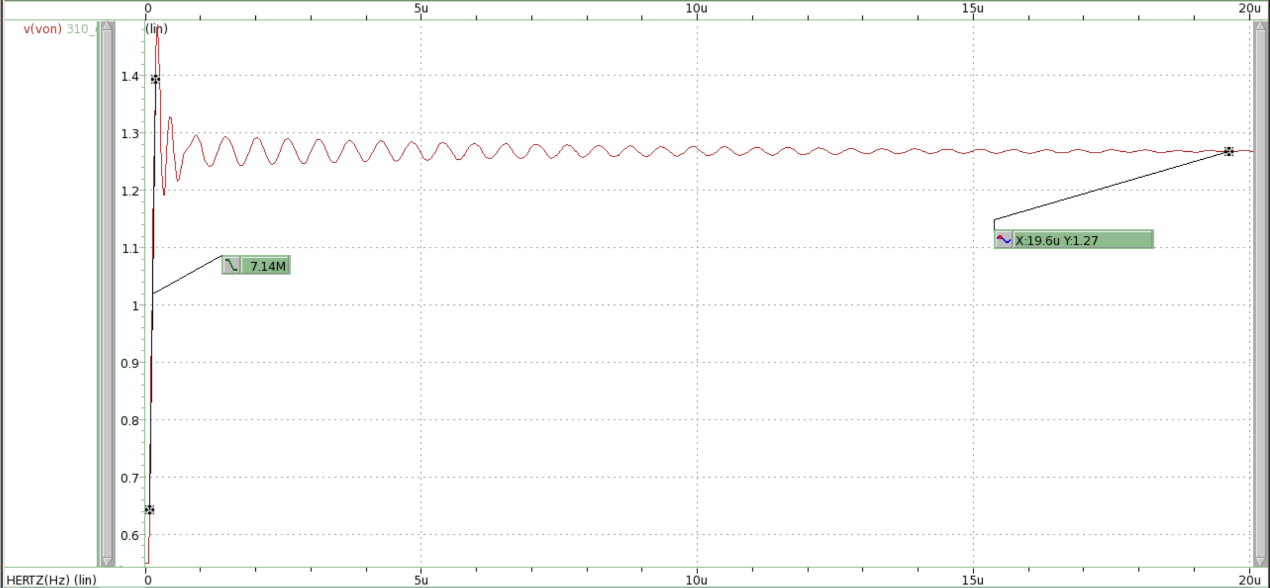 0 5u 10u 15u 20u
v(von) 310_
(lin)
1.4
1.3
1.2
1.1
X:19.6u Y:1.27
7.14M
1
0.9
0.8
0.7
0.6
HERTZ(Hz) (lin) 0 5u 10u 15u 20u